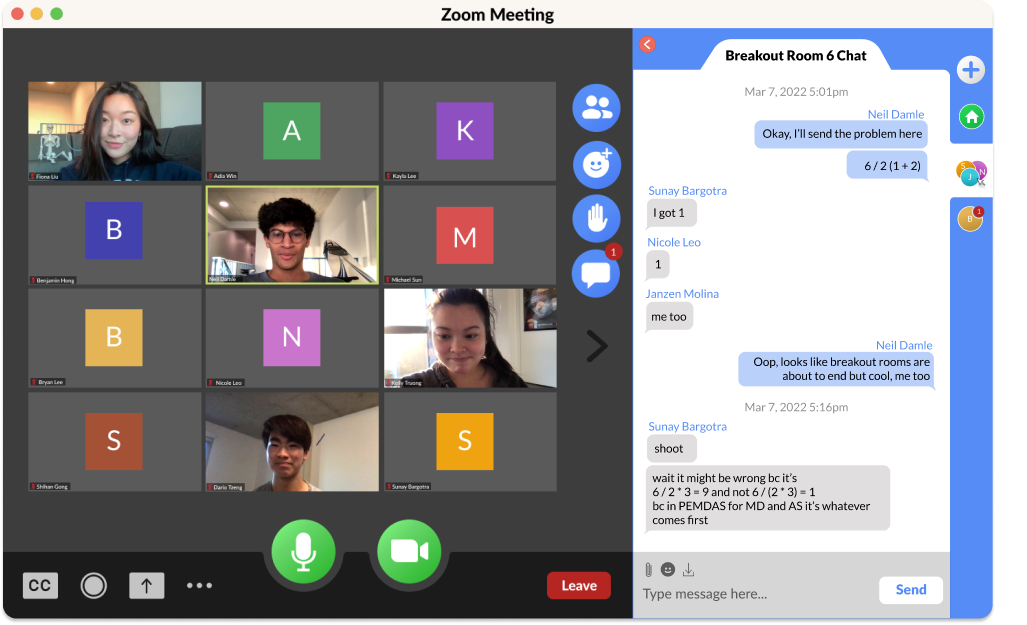 Zoom Meeting
Fiona Liu
A
Adia Win
K
Kayla Lee
B
Benjamin Hong
Neil Damle
M
Michael Sun
B
Bryan Lee
N
Nicole Leo
Kelly Truong
S
Shihan Gong
Dario Tzeng
S
Sunay Bargotra
1
CC
Leave
Breakout Room 6 Chat
Mar 7, 2022 5:01pm
Neil Damle
Okay, I'll send the problem here
6 / 2 (1 + 2)
Sunay Bargotra
I got 1
Nicole Leo
1
Janzen Molina
me too
Neil Damle
Oop, looks like breakout rooms are
about to end but cool, me too
Mar 7, 2022 5:16pm
Sunay Bargotra
shoot
wait it might be wrong bc it's
6 / 2 * 3 = 9 and not 6 / (2 * 3) = 1
bc in PEMDAS for MD and AS it's whatever
comes first
Type message here...
Send
S
N
J
B
1